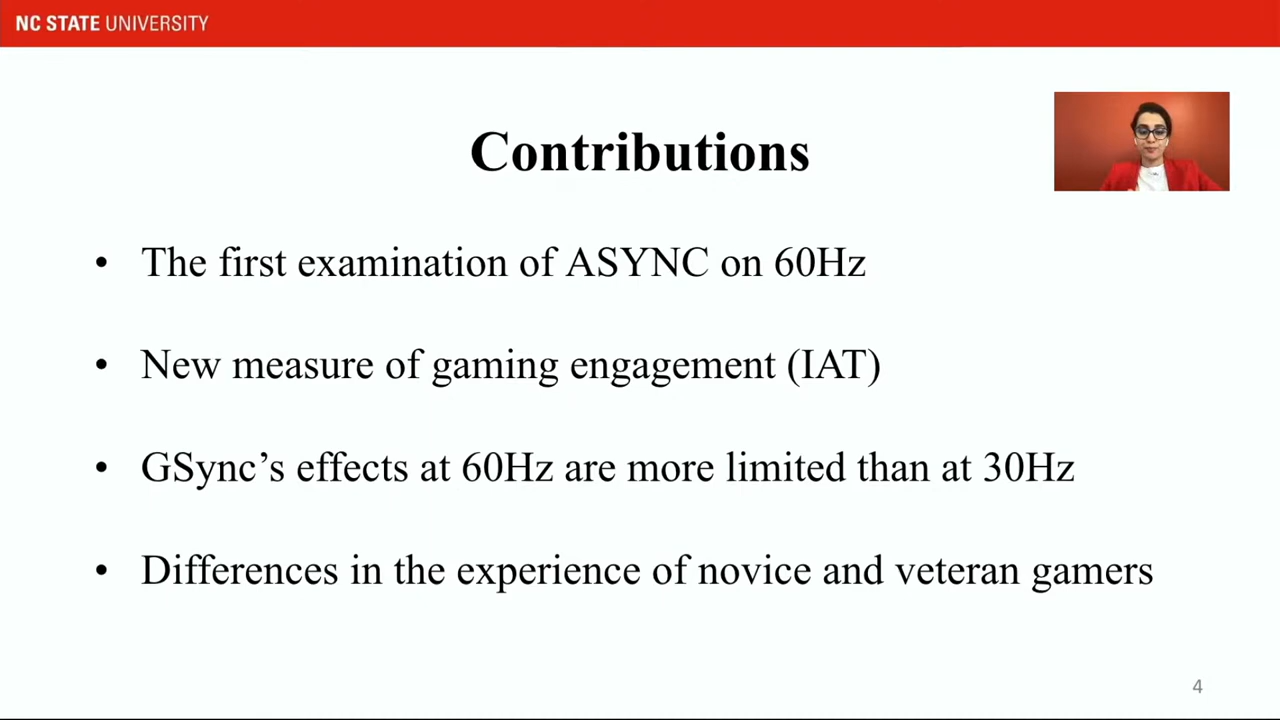 NC STATE UNIVERSITY
Contributions
• The first examination of ASYNC on 60Hz
• New measure of gaming engagement (IAT)
• GSync’s effects at 60Hz are more limited than at 30Hz
• Differences in the experience of novice and veteran gamers
4